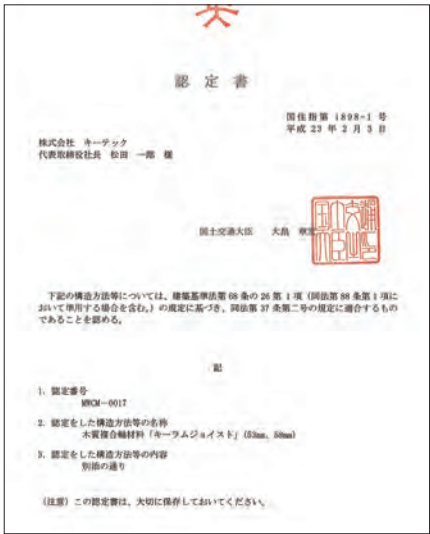 認定書
国住指第1898-1号
平成23年2月3日
株式会社 キーテック
代表取締役社長 松田 一郎 様
国土交通大臣 大畠
下記の構造方法等については、建築基準法第68条の26第1項（同法第88条第1項に
おいて準用する場合を含む。）の規定に基づき、同法第37条第二号の規定に適合するもの
であることを認める。
記
1. 認定番号
MWCM-0017
2. 認定をした構造方法等の名称
木質複合軸材料「キーラムジョイスト」(53mm、58mm)
3. 認定をした構造方法等の内容
別添の通り
（注意）この認定書は、大切に保存しておいてください。